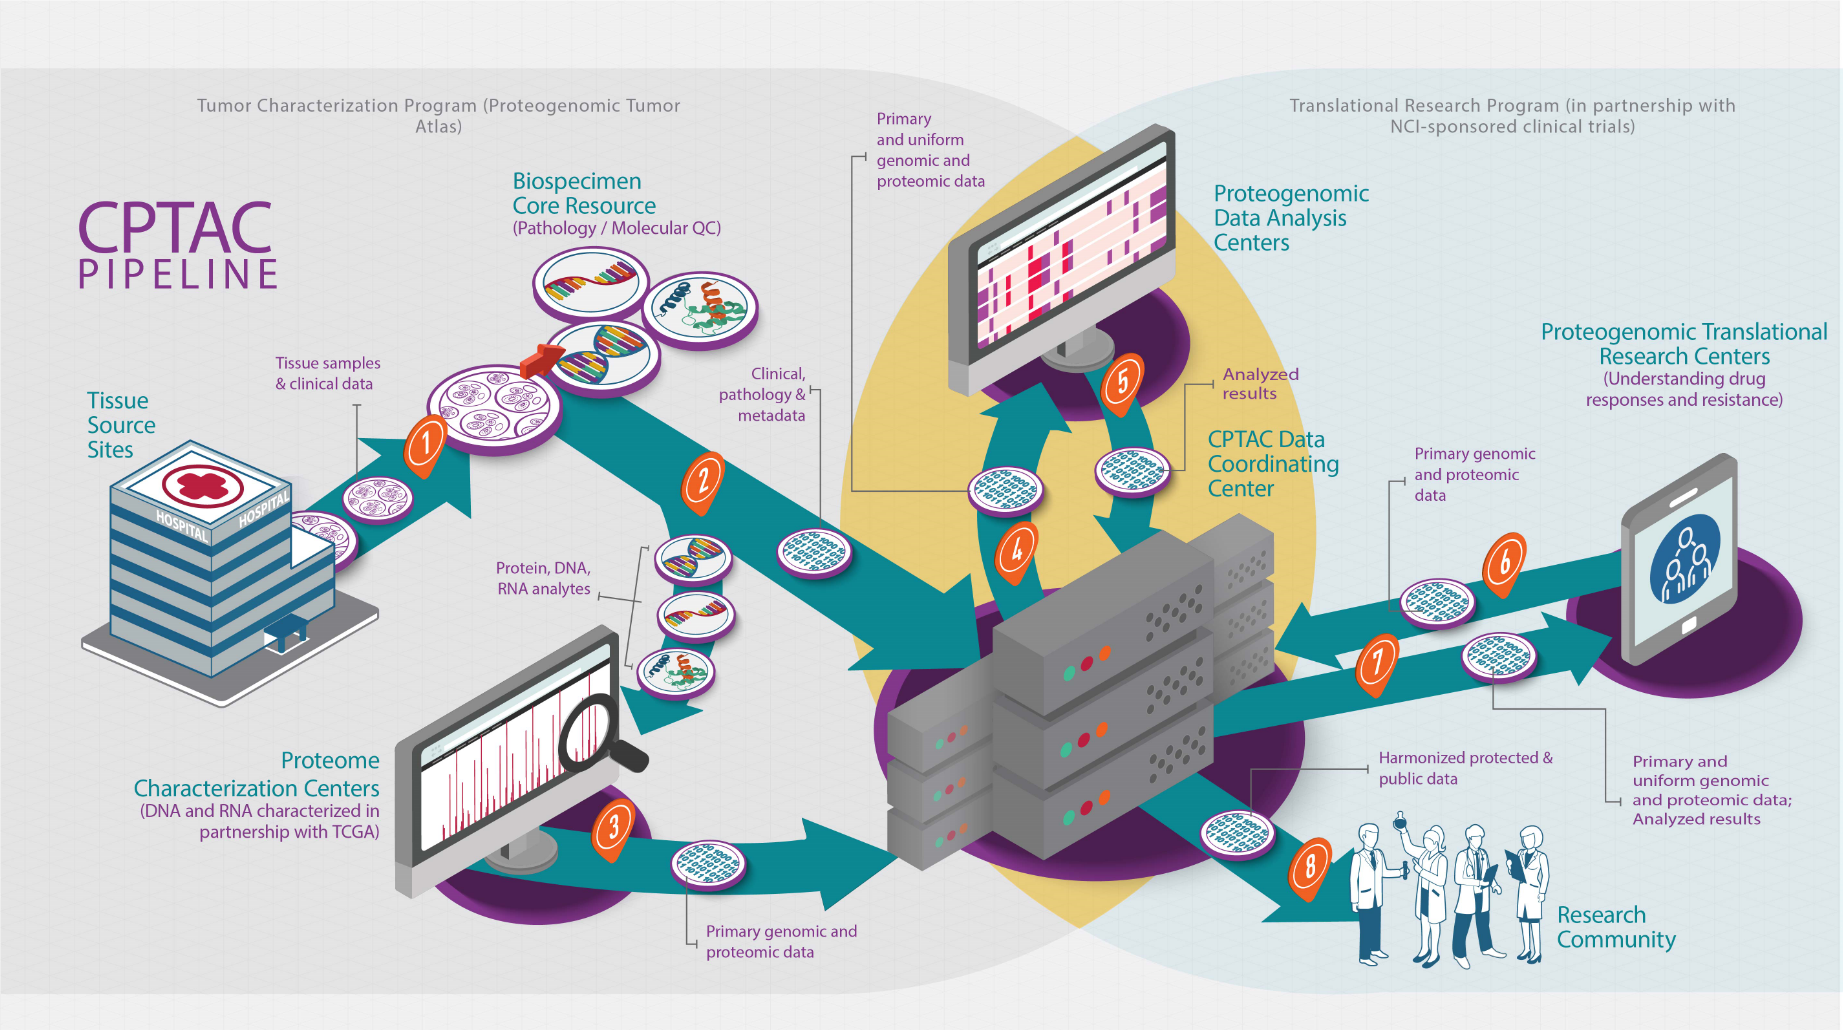 Tumor Characterization Program (Proteogenomic Tumor
Atlas)
Translational Research Program (in partnership with
NCI-sponsored clinical trials)
CPTAC
PIPELINE
Biospecimen
Core Resource
(Pathology / Molecular QC)
Primary
and uniform
genomic and
proteomic data
Proteogenomic
Data Analysis
Centers
Tissue samples
& clinical data
Tissue
Source
Sites
HOSPITAL
HOSPITAL
1
2
Clinical,
pathology &
metadata
Protein, DNA,
RNA analytes
5
Analyzed
results
4
CPTAC Data
Coordinating
Center
Proteogenomic Translational
Research Centers
(Understanding drug
responses and resistance)
Primary genomic
and proteomic
data
6
7
Primary and
uniform genomic
and proteomic data;
Analyzed results
Harmonized protected &
public data
8
Research
Community
Proteome
Characterization Centers
(DNA and RNA characterized in
partnership with TCGA)
3
Primary genomic and
proteomic data